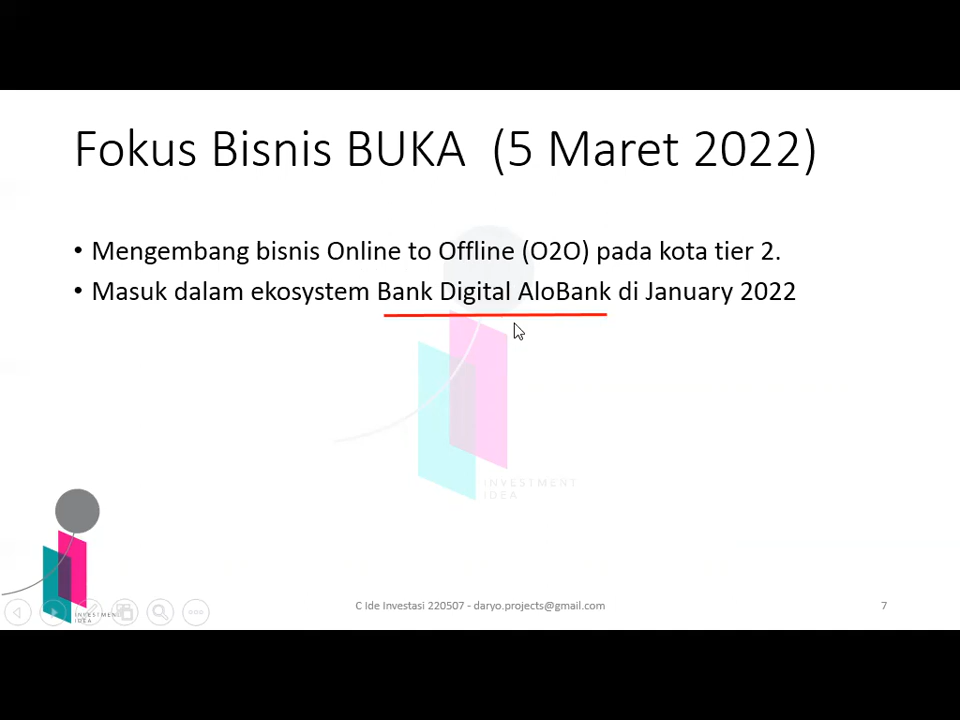 Fokus Bisnis BUKA (5 Maret 2022)
• Mengembang bisnis Online to Offline (O2O) pada kota tier 2.
• Masuk dalam ekosystem Bank Digital AloBank di January 2022
INVESTMENT
IDEA
INVESTMENT
IDEA
C Ide Investasi 220507 - daryo.projects@gmail.com
7